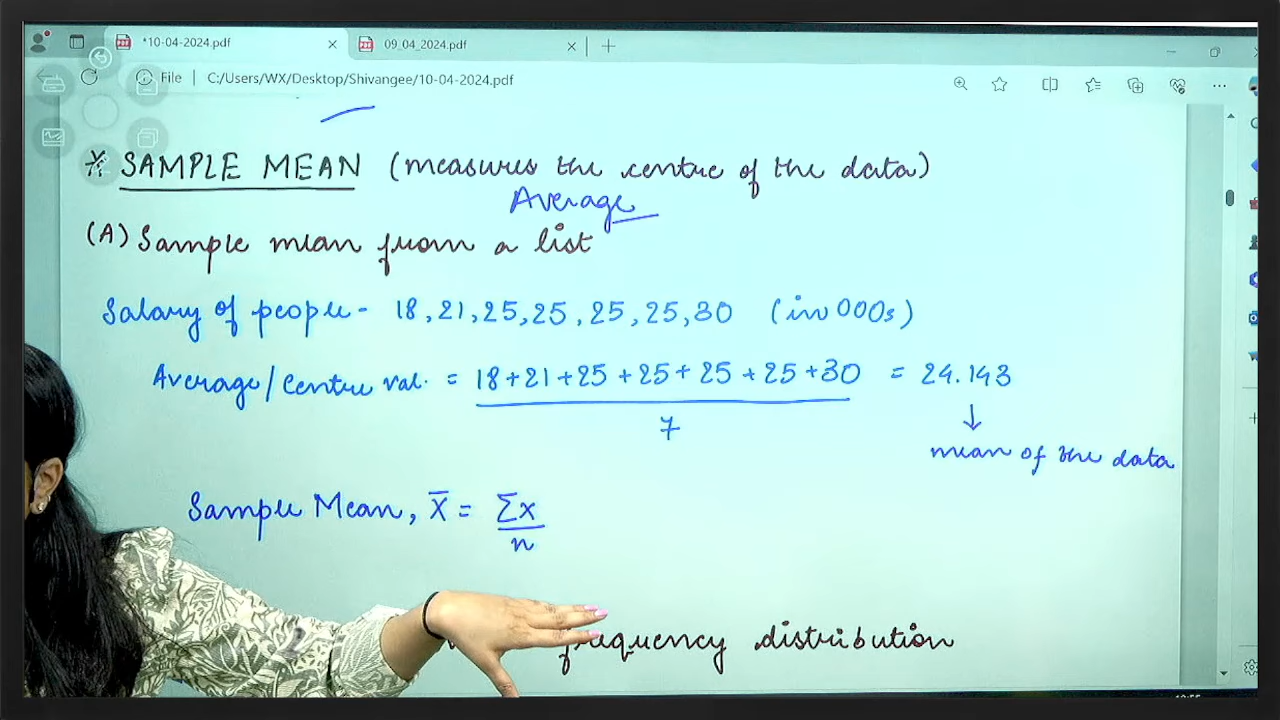 *10-04-2024.pdf
09_04_2024.pdf
File
C:/Users/WX/Desktop/Shivangee/10-04-2024.pdf
SAMPLE MEAN (measures the centre of the data)
Average
(A) Sample mean from a list
Salary of people - 18, 21, 25, 25, 25, 25, 30 (in 000s)
Average/Centre val. = 18+21+25+25+25+25+30 = 24.143
7
↓
mean of the data
Sample Mean, X̄ = Σx
n
frequency distribution